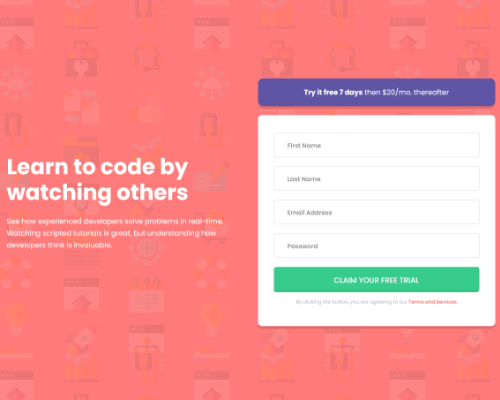 Learn to code by
watching others
See how experienced developers solve problems in real-time.
Watching scripted tutorials is great, but understanding how
developers think is invaluable.
Try it free 7 days then $20/mo. thereafter
First Name
Last Name
Email Address
Password
CLAIM YOUR FREE TRIAL
By clicking the button, you are agreeing to our Terms and Services